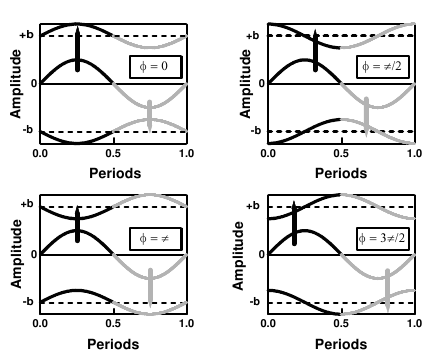 +b
0
-b
Amplitude
ϕ = 0
0.0
0.5
1.0
Periods
+b
0
-b
Amplitude
ϕ = ≠/2
0.0
0.5
1.0
Periods
+b
0
-b
Amplitude
ϕ = ≠
0.0
0.5
1.0
Periods
+b
0
-b
Amplitude
ϕ = 3≠/2
0.0
0.5
1.0
Periods